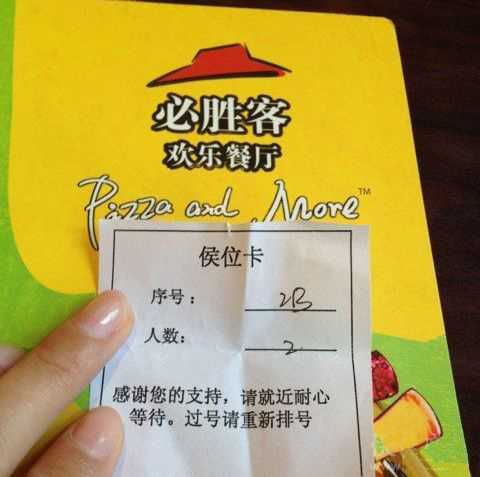 必胜客
欢乐餐厅
Pizza and More™
侯位卡
序号： 2B
人数： 2
感谢您的支持，请就近耐心
等待。过号请重新排号